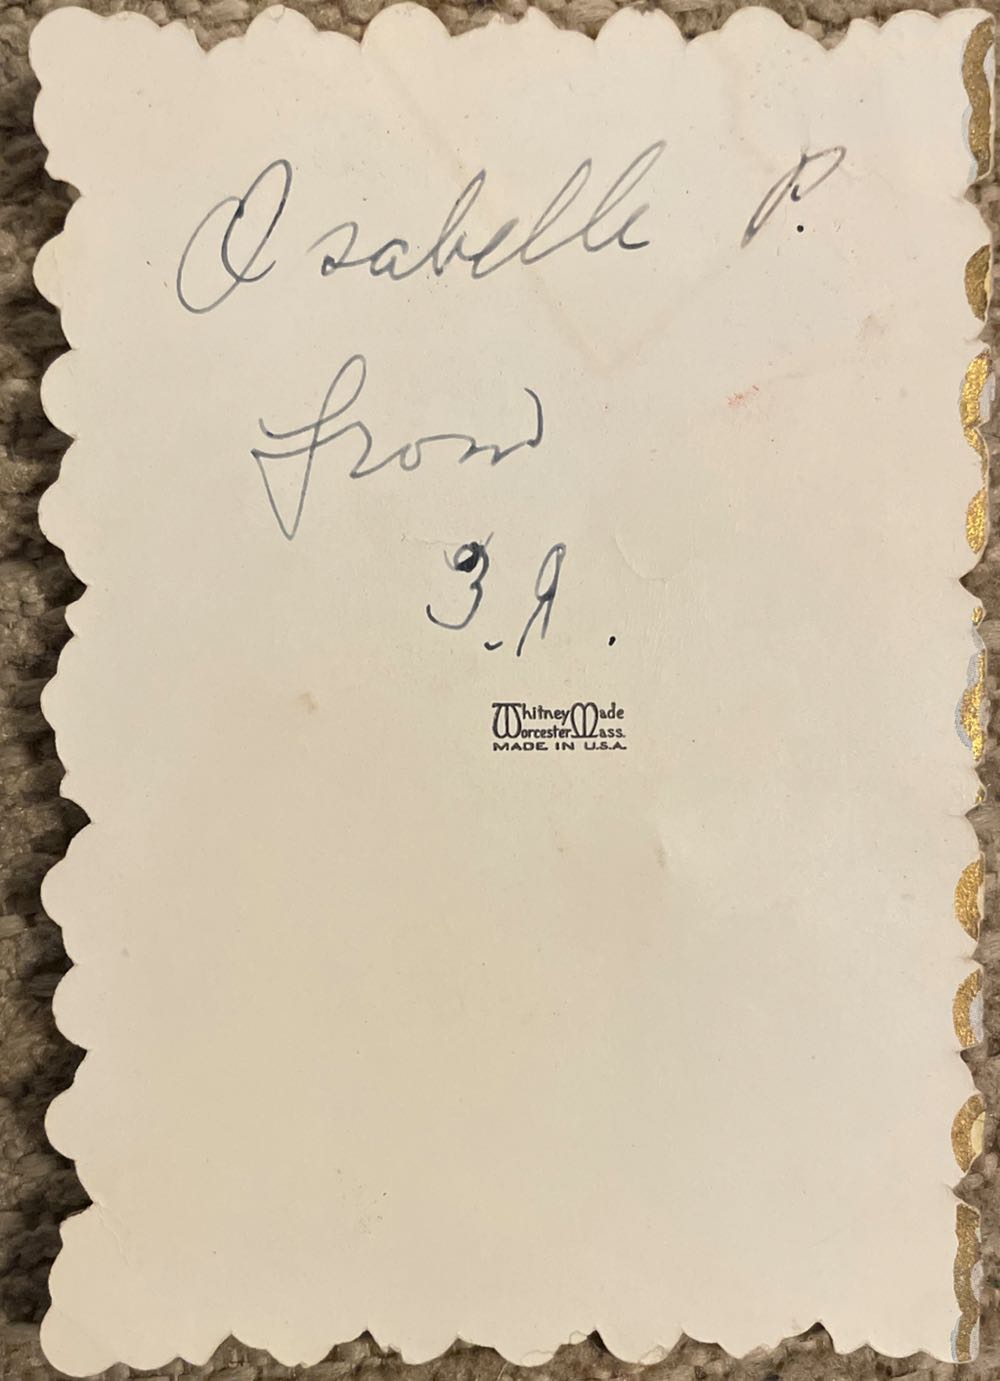 Isabelle P.
from
Whitney Made
Worcester Mass.
MADE IN U.S.A.